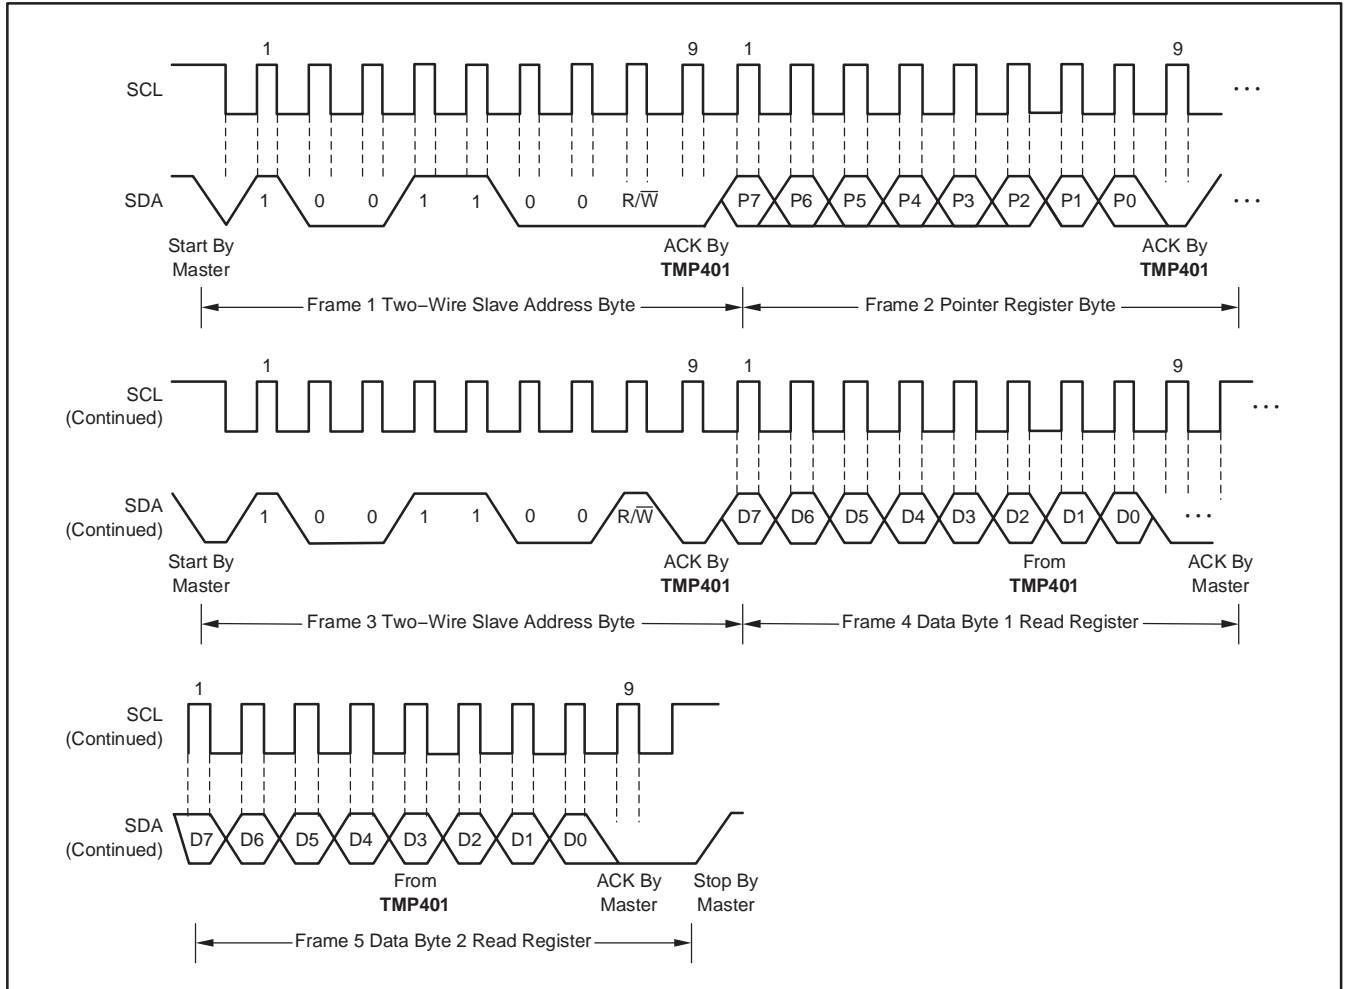 1 9 1 9
SCL
...
SDA
1 0 0 1 1 0 0 R/W̅ P7 P6 P5 P4 P3 P2 P1 P0 ...
Start By
Master
ACK By
TMP401
ACK By
TMP401
Frame 1 Two−Wire Slave Address Byte
Frame 2 Pointer Register Byte
1 9 1 9
SCL
(Continued)
...
SDA
(Continued)
1 0 0 1 1 0 0 R/W̅ D7 D6 D5 D4 D3 D2 D1 D0 ...
Start By
Master
ACK By
TMP401
From
TMP401
ACK By
Master
Frame 3 Two−Wire Slave Address Byte
Frame 4 Data Byte 1 Read Register
1 9
SCL
(Continued)
SDA
(Continued)
D7 D6 D5 D4 D3 D2 D1 D0
From
TMP401
ACK By
Master
Stop By
Master
Frame 5 Data Byte 2 Read Register